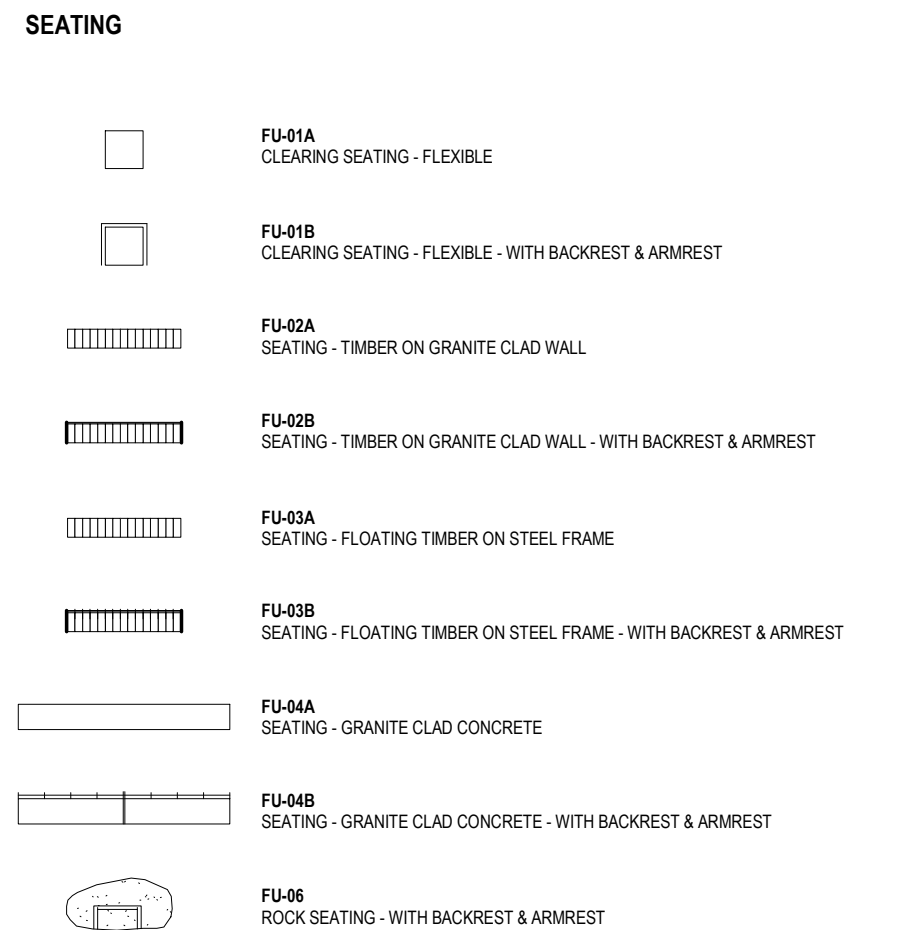 SEATING
FU-01A
CLEARING SEATING - FLEXIBLE
FU-01B
CLEARING SEATING - FLEXIBLE - WITH BACKREST & ARMREST
FU-02A
SEATING - TIMBER ON GRANITE CLAD WALL
FU-02B
SEATING - TIMBER ON GRANITE CLAD WALL - WITH BACKREST & ARMREST
FU-03A
SEATING - FLOATING TIMBER ON STEEL FRAME
FU-03B
SEATING - FLOATING TIMBER ON STEEL FRAME - WITH BACKREST & ARMREST
FU-04A
SEATING - GRANITE CLAD CONCRETE
FU-04B
SEATING - GRANITE CLAD CONCRETE - WITH BACKREST & ARMREST
FU-06
ROCK SEATING - WITH BACKREST & ARMREST